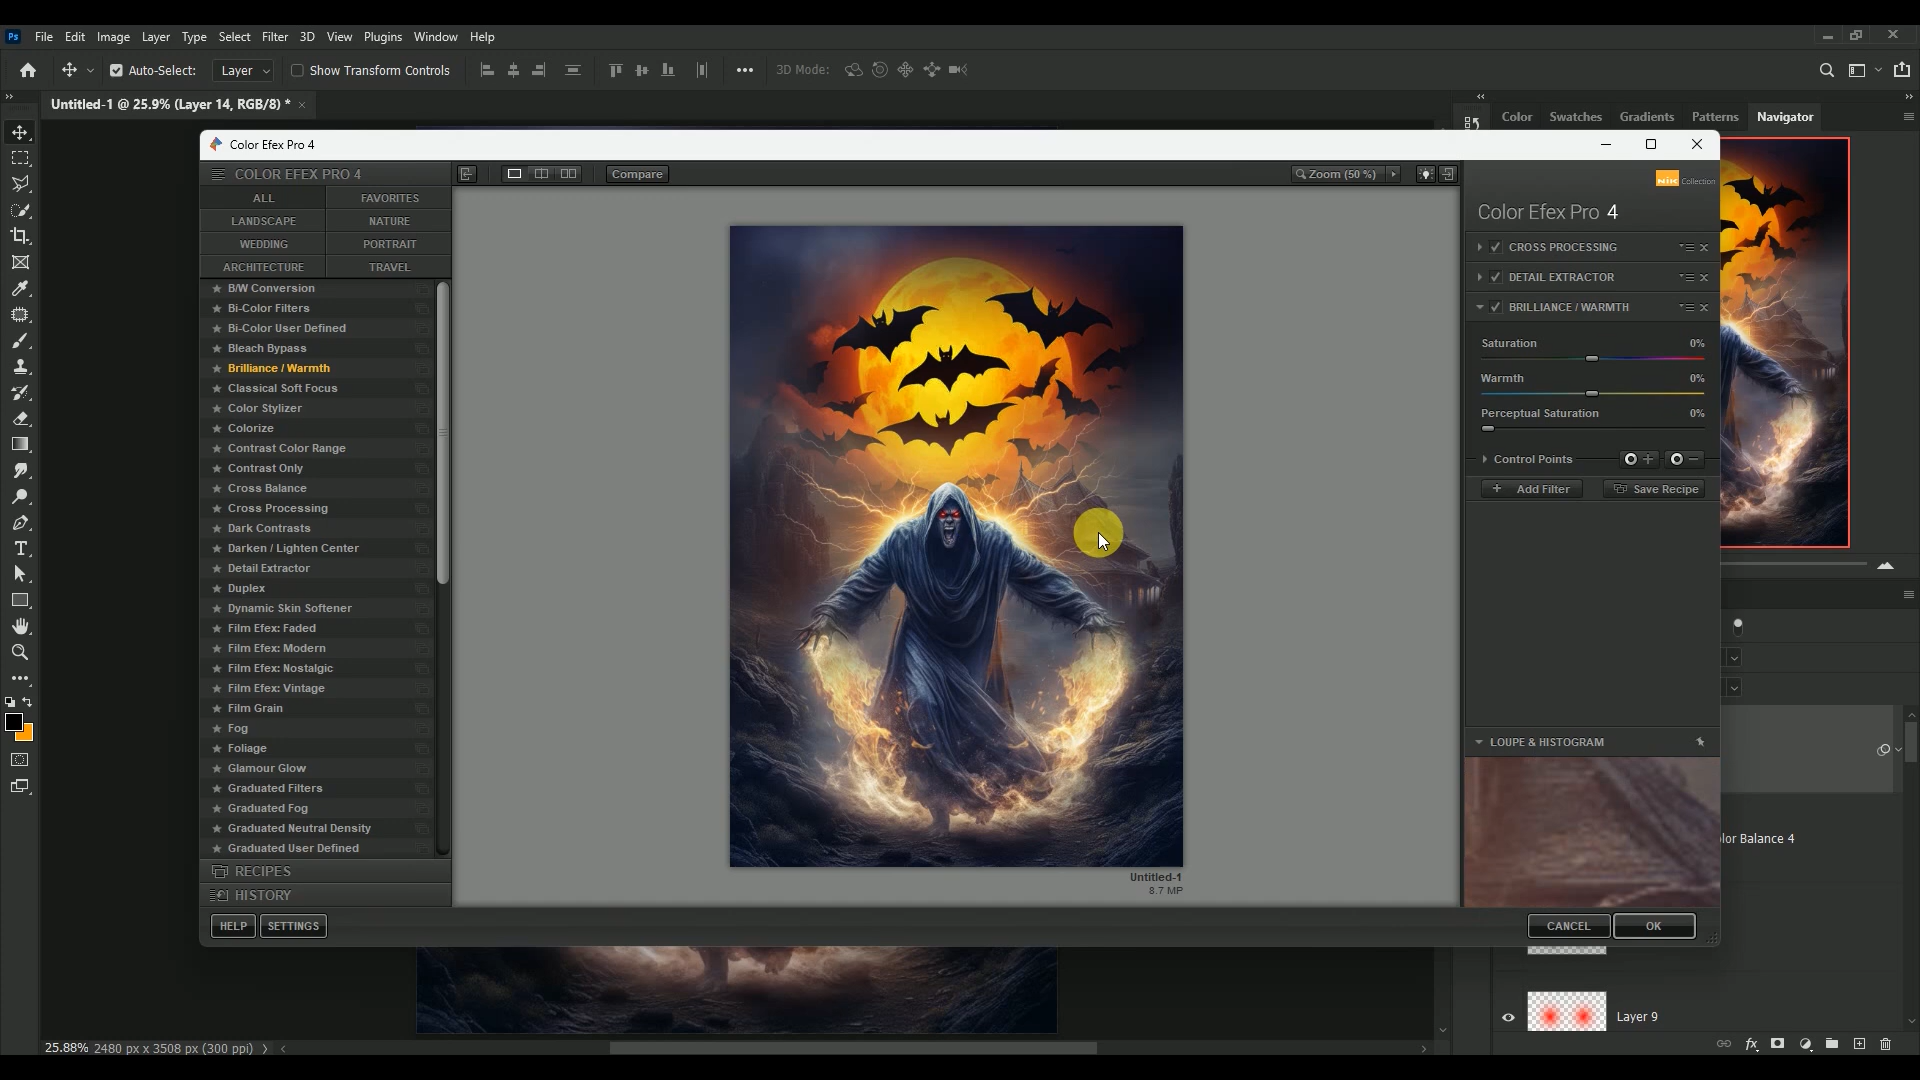 Ps File Edit Image Layer Type Select Filter 3D View Plugins Window Help
Auto-Select: Layer Show Transform Controls 3D Mode:
Untitled-1 @ 25.9% (Layer 14, RGB/8) *
Color Swatches Gradients Patterns Navigator
Color Efex Pro 4
COLOR EFEX PRO 4
Compare
Zoom (50 %)
ALL FAVORITES
LANDSCAPE NATURE
WEDDING PORTRAIT
ARCHITECTURE TRAVEL
B/W Conversion
Bi-Color Filters
Bi-Color User Defined
Bleach Bypass
Brilliance / Warmth
Classical Soft Focus
Color Stylizer
Colorize
Contrast Color Range
Contrast Only
Cross Balance
Cross Processing
Dark Contrasts
Darken / Lighten Center
Detail Extractor
Duplex
Dynamic Skin Softener
Film Efex: Faded
Film Efex: Modern
Film Efex: Nostalgic
Film Efex: Vintage
Film Grain
Fog
Foliage
Glamour Glow
Graduated Filters
Graduated Fog
Graduated Neutral Density
Graduated User Defined
RECIPES
HISTORY
HELP SETTINGS
Untitled-1
8.7 MP
NIK Collection
Color Efex Pro 4
CROSS PROCESSING
DETAIL EXTRACTOR
BRILLIANCE / WARMTH
Saturation 0%
Warmth 0%
Perceptual Saturation 0%
Control Points
Add Filter Save Recipe
LOUPE & HISTOGRAM
CANCEL OK
lor Balance 4
Layer 9
25.88% 2480 px x 3508 px (300 ppi)
fx